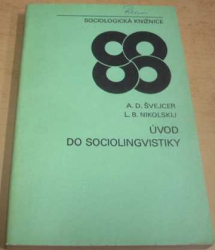 SOCIOLOGICKÁ KNIŽNICE
A. D. ŠVEJCER
L. B. NIKOLSKIJ
ÚVOD
DO SOCIOLINGVISTIKY